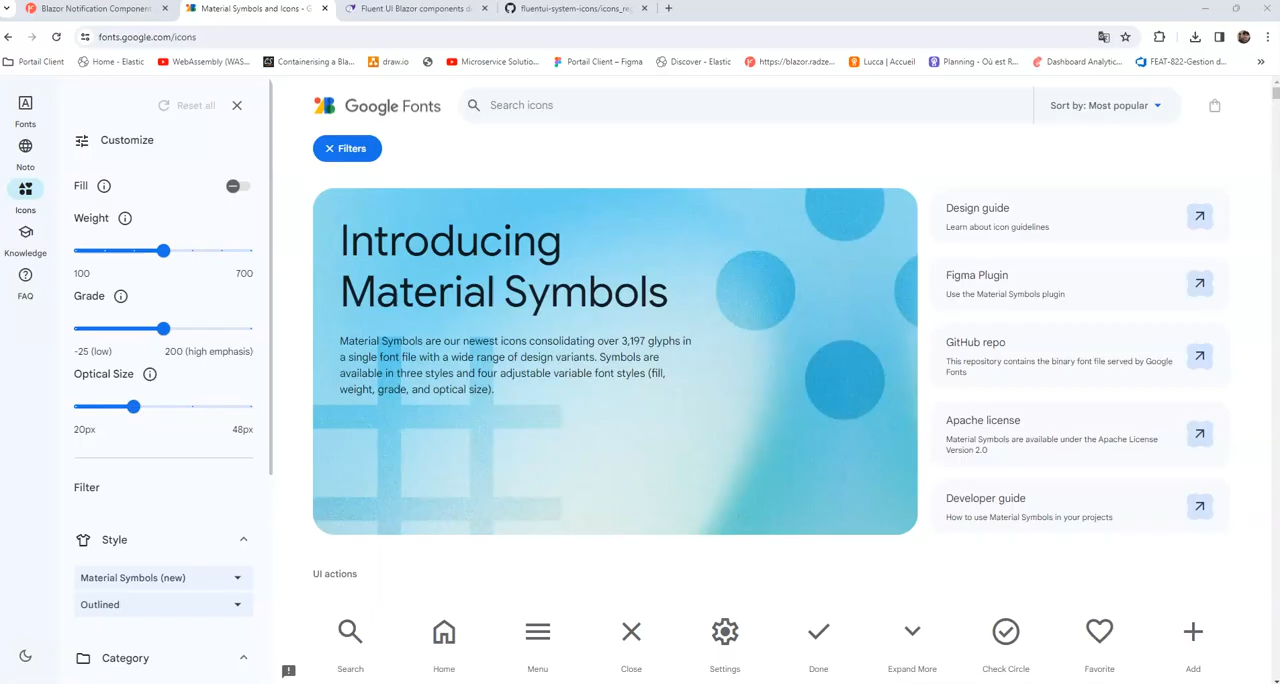 Blazor Notification Component
Material Symbols and Icons - G
Fluent UI Blazor components d
fluentui-system-icons/icons_reg
fonts.google.com/icons
Portail Client
Home - Elastic
WebAssembly (WAS...
Containerising a Bla...
draw.io
Microservice Solutio...
Portail Client – Figma
Discover - Elastic
https://blazor.radze...
Lucca | Accueil
Planning - Où est R...
Dashboard Analytic...
FEAT-822-Gestion d...
Fonts
Noto
Icons
Knowledge
FAQ
Reset all
Customize
Fill
Weight
100
700
Grade
-25 (low)
200 (high emphasis)
Optical Size
20px
48px
Filter
Style
Material Symbols (new)
Outlined
Category
Google Fonts
Search icons
Sort by: Most popular
Filters
Introducing
Material Symbols
Material Symbols are our newest icons consolidating over 3,197 glyphs in
a single font file with a wide range of design variants. Symbols are
available in three styles and four adjustable variable font styles (fill,
weight, grade, and optical size).
Design guide
Learn about icon guidelines
Figma Plugin
Use the Material Symbols plugin
GitHub repo
This repository contains the binary font file served by Google
Fonts
Apache license
Material Symbols are available under the Apache License
Version 2.0
Developer guide
How to use Material Symbols in your projects
UI actions
Search
Home
Menu
Close
Settings
Done
Expand More
Check Circle
Favorite
Add